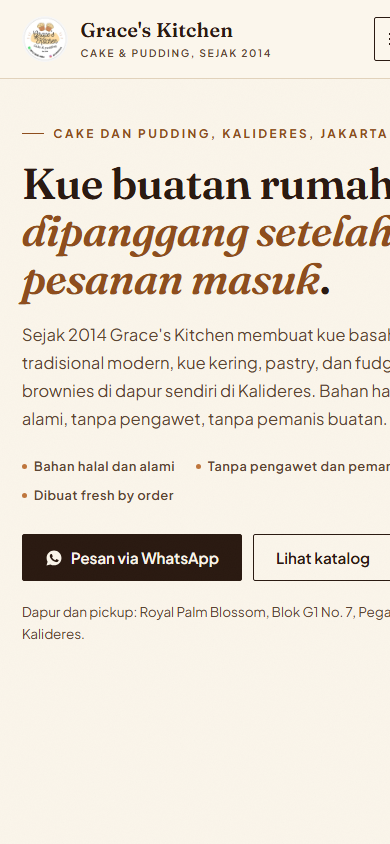 Grace's Kitchen
CAKE & PUDDING, SEJAK 2014
CAKE DAN PUDDING, KALIDERES, JAKARTA
Kue buatan rumah
dipanggang setelah
pesanan masuk.
Sejak 2014 Grace's Kitchen membuat kue basah
tradisional modern, kue kering, pastry, dan fudg
brownies di dapur sendiri di Kalideres. Bahan ha
alami, tanpa pengawet, tanpa pemanis buatan.
Bahan halal dan alami
Tanpa pengawet dan peman
Dibuat fresh by order
Pesan via WhatsApp
Lihat katalog
Dapur dan pickup: Royal Palm Blossom, Blok G1 No. 7, Pega
Kalideres.